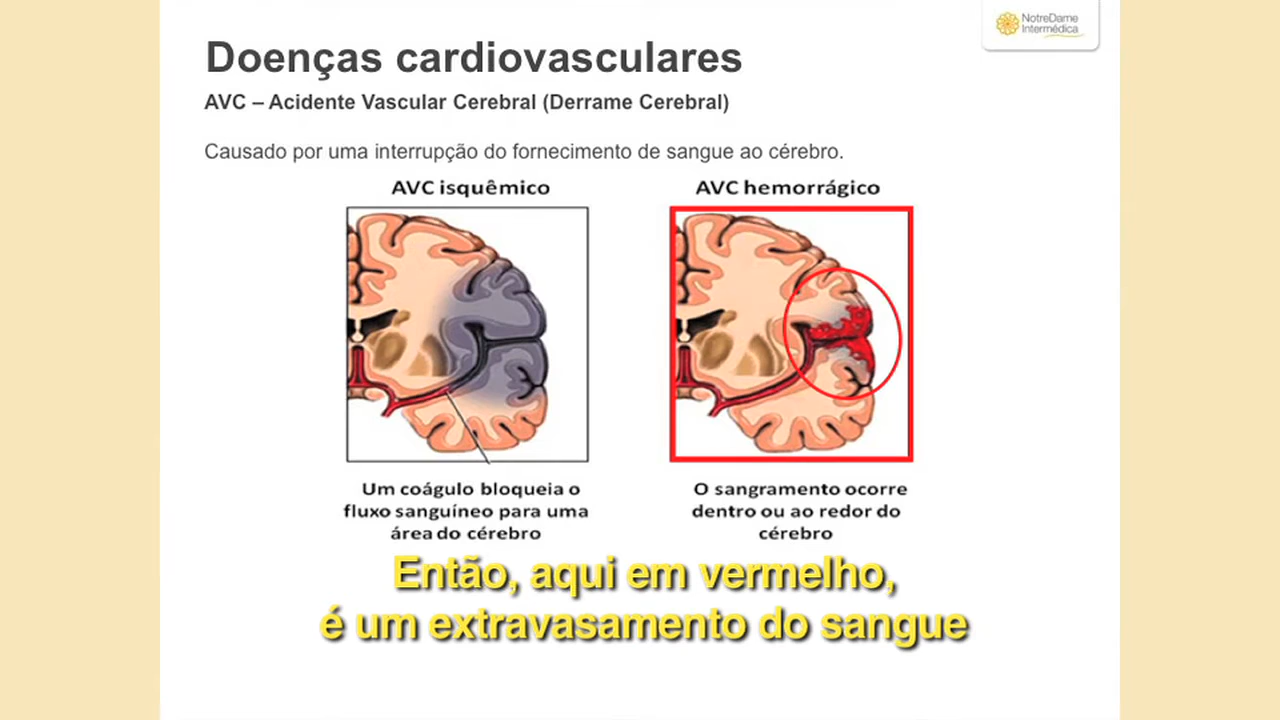 NotreDame
Intermédica
Doenças cardiovasculares
AVC – Acidente Vascular Cerebral (Derrame Cerebral)
Causado por uma interrupção do fornecimento de sangue ao cérebro.
AVC isquêmico
AVC hemorrágico
Um coágulo bloqueia o
fluxo sanguíneo para uma
área do cérebro
O sangramento ocorre
dentro ou ao redor do
cérebro
Então, aqui em vermelho,
é um extravasamento do sangue